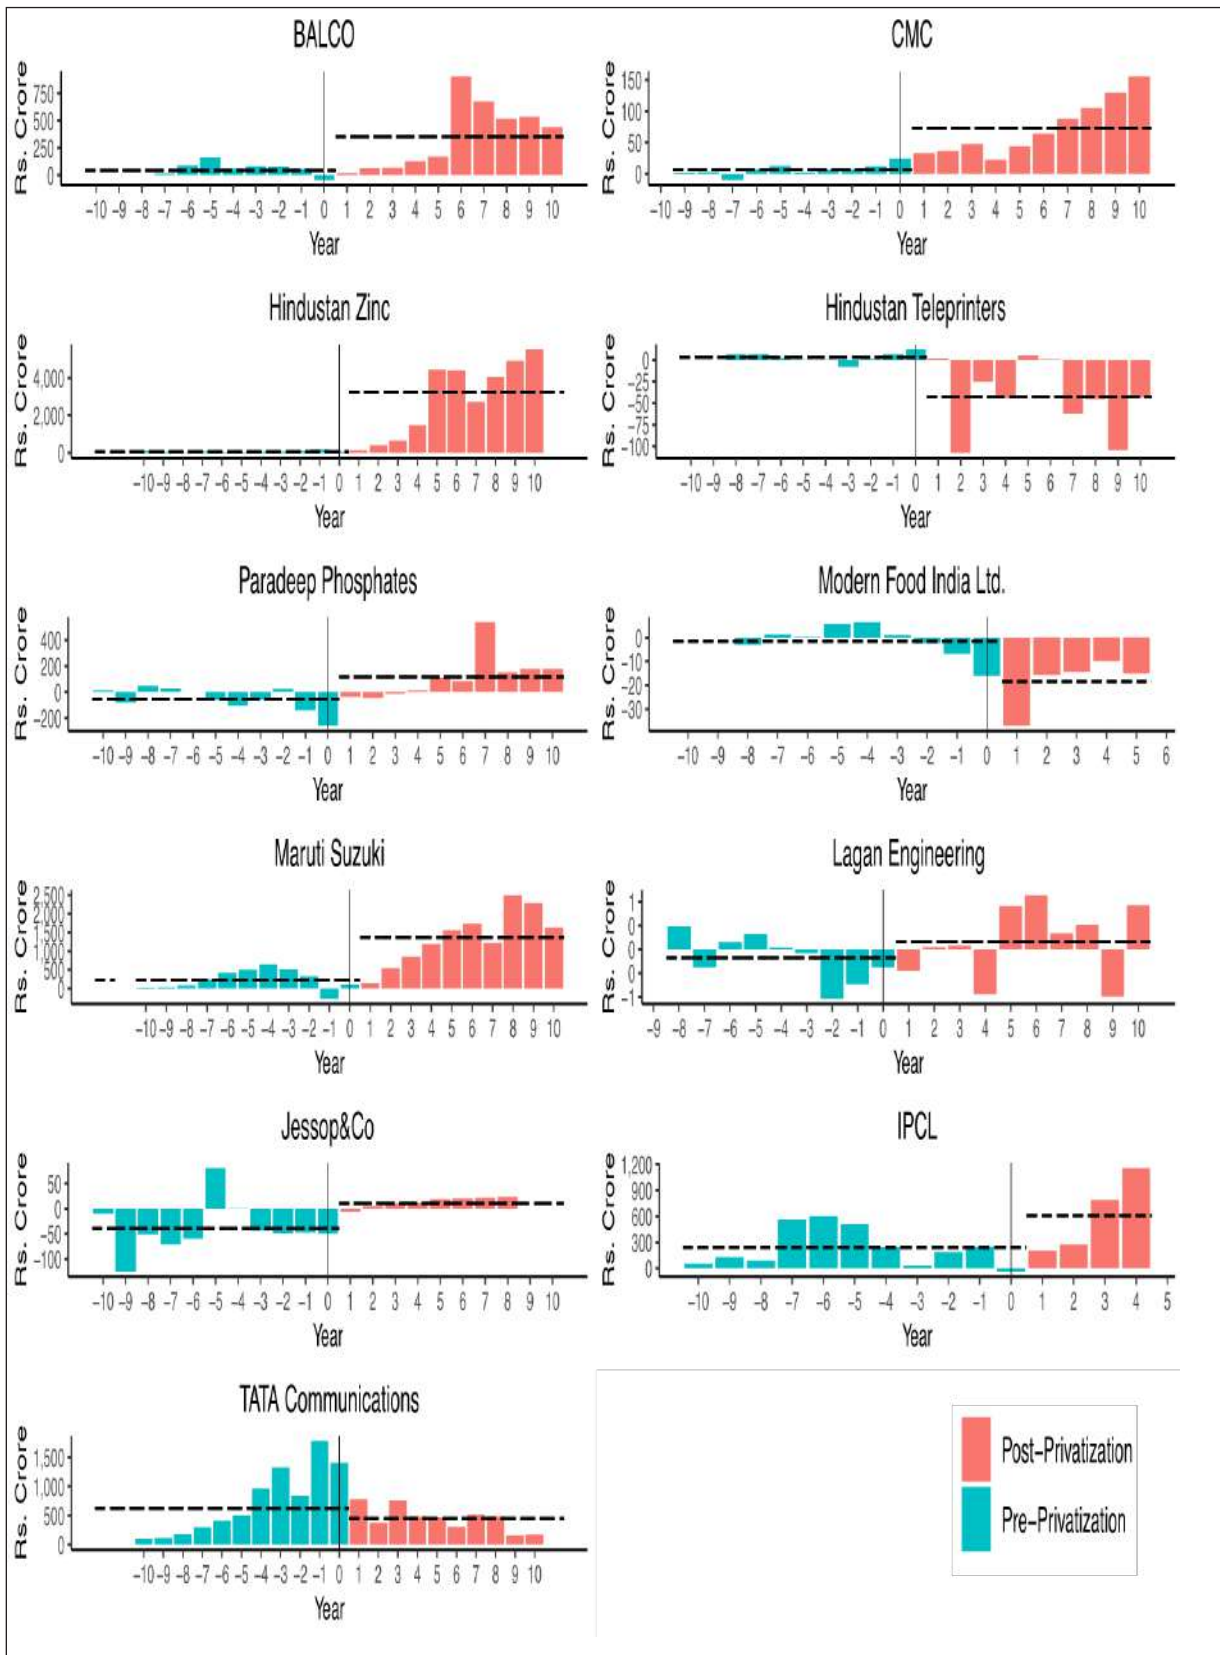 BALCO
Rs. Crore
750
500
250
0
−10 −9 −8 −7 −6 −5 −4 −3 −2 −1 0 1 2 3 4 5 6 7 8 9 10
Year
CMC
Rs. Crore
150
100
50
0
−10 −9 −8 −7 −6 −5 −4 −3 −2 −1 0 1 2 3 4 5 6 7 8 9 10
Year
Hindustan Zinc
Rs. Crore
4,000
2,000
0
−10 −9 −8 −7 −6 −5 −4 −3 −2 −1 0 1 2 3 4 5 6 7 8 9 10
Year
Hindustan Teleprinters
Rs. Crore
0
−25
−50
−75
−100
−10 −9 −8 −7 −6 −5 −4 −3 −2 −1 0 1 2 3 4 5 6 7 8 9 10
Year
Paradeep Phosphates
Rs. Crore
400
200
0
−200
−10 −9 −8 −7 −6 −5 −4 −3 −2 −1 0 1 2 3 4 5 6 7 8 9 10
Year
Modern Food India Ltd.
Rs. Crore
0
−10
−20
−30
−10 −9 −8 −7 −6 −5 −4 −3 −2 −1 0 1 2 3 4 5 6
Year
Maruti Suzuki
Rs. Crore
2,500
2,000
1,500
1,000
500
0
−10 −9 −8 −7 −6 −5 −4 −3 −2 −1 0 1 2 3 4 5 6 7 8 9 10
Year
Lagan Engineering
Rs. Crore
1
0
0
0
−1
−9 −8 −7 −6 −5 −4 −3 −2 −1 0 1 2 3 4 5 6 7 8 9 10
Year
Jessop&Co
Rs. Crore
50
0
−50
−100
−10 −9 −8 −7 −6 −5 −4 −3 −2 −1 0 1 2 3 4 5 6 7 8 9 10
Year
IPCL
Rs. Crore
1,200
900
600
300
0
−10 −9 −8 −7 −6 −5 −4 −3 −2 −1 0 1 2 3 4 5
Year
TATA Communications
Rs. Crore
1,500
1,000
500
0
−10 −9 −8 −7 −6 −5 −4 −3 −2 −1 0 1 2 3 4 5 6 7 8 9 10
Year
Post−Privatization
Pre−Privatization